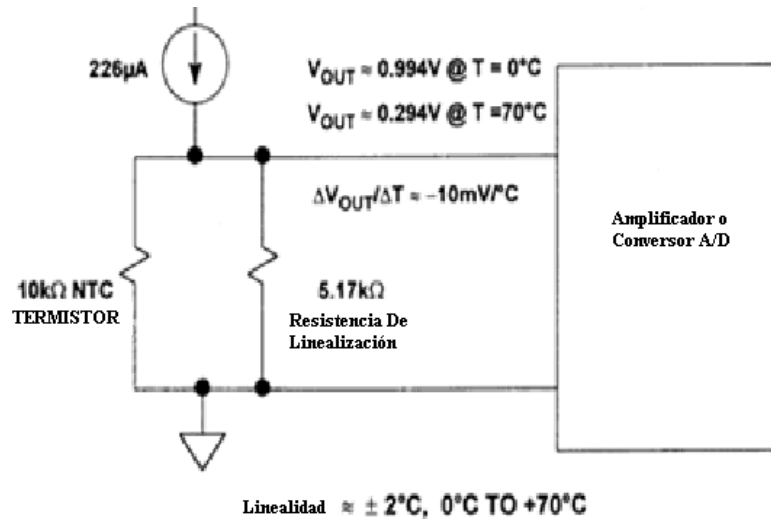 226µA
V_OUT ≈ 0.994V @ T = 0°C
V_OUT ≈ 0.294V @ T =70°C
ΔV_OUT/ΔT ≈ −10mV/°C
Amplificador o
Conversor A/D
10kΩ NTC
TERMISTOR
5.17kΩ
Resistencia De
Linealización
Linealidad ≈ ± 2°C, 0°C TO +70°C